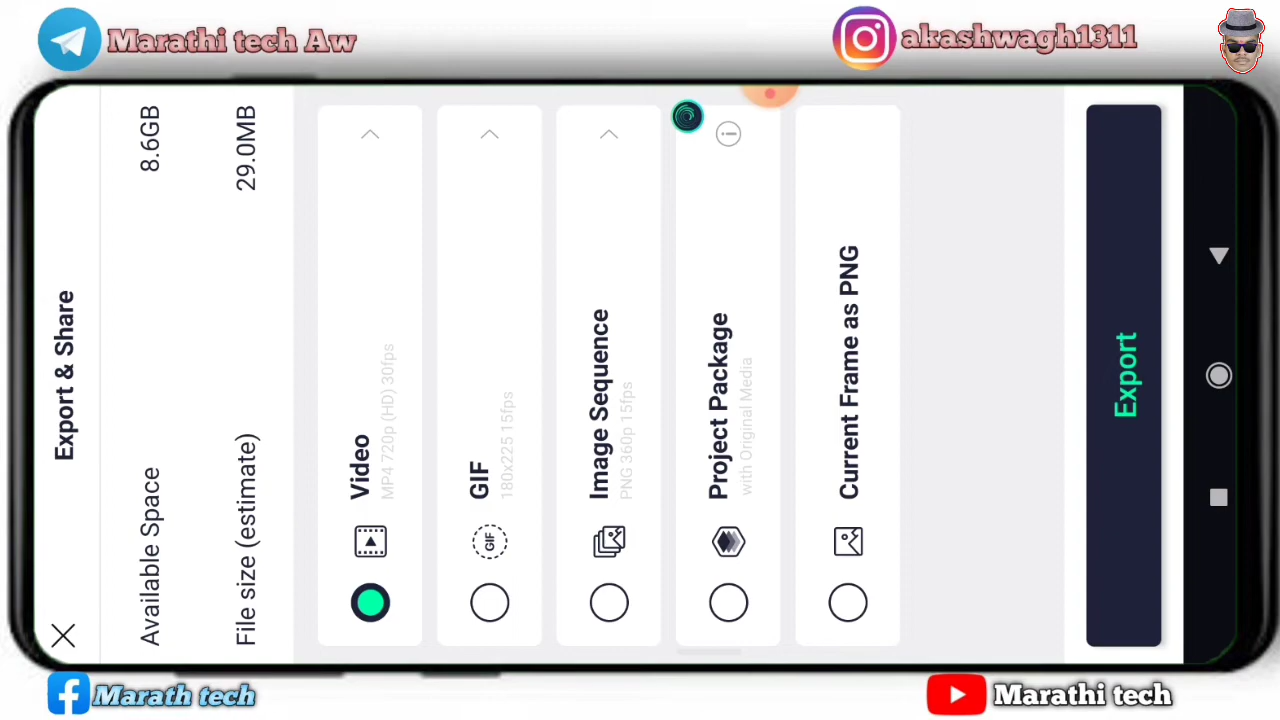 Marathi tech Aw
akashwagh1311
Export & Share
Available Space 8.6GB
File size (estimate) 29.0MB
Video
MP4 720p (HD) 30fps
GIF
GIF
180x225 15fps
Image Sequence
PNG 360p 15fps
Project Package
with Original Media
Current Frame as PNG
Export
Marath tech
Marathi tech